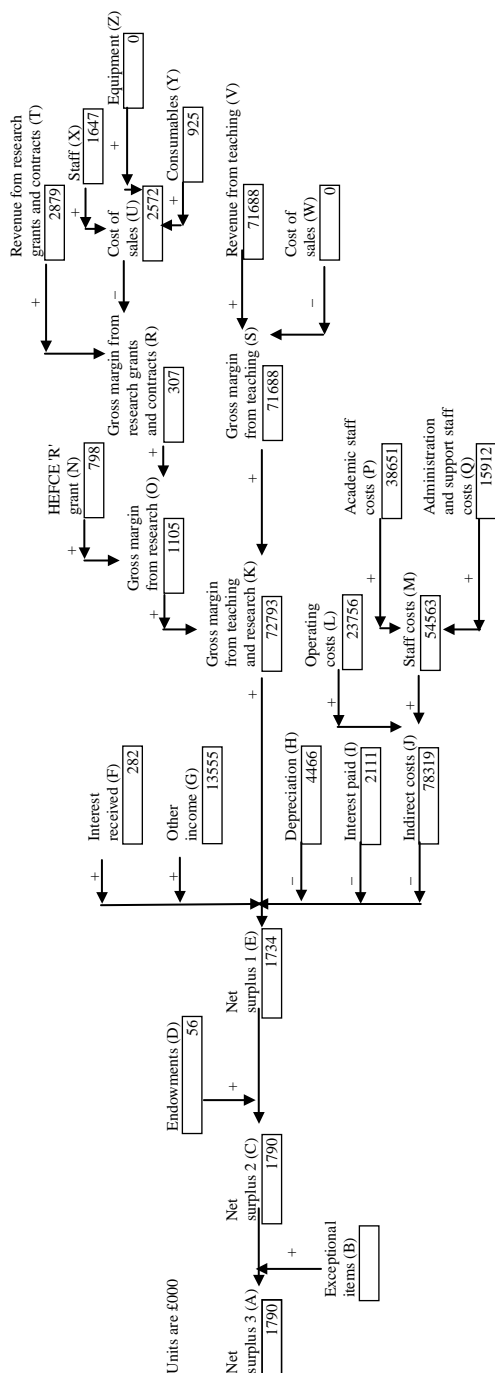 Units are £000
Net
surplus 3 (A)
1790
Exceptional
items (B)
+
Net
surplus 2 (C)
1790
Endowments (D)
56
+
Net
surplus 1 (E)
1734
Interest
received (F)
282
+
Other
income (G)
13555
+
+
Depreciation (H)
4466
–
Interest paid (I)
2111
–
Indirect costs (J)
78319
–
Gross margin
from teaching
and research (K)
72793
Operating
costs (L)
23756
+
Staff costs (M)
54563
+
HEFCE 'R'
grant (N)
798
+
Gross margin
from research (O)
1105
+
Academic staff
costs (P)
38651
+
Administration
and support staff
costs (Q)
15912
+
Gross margin from
research grants
and contracts (R)
307
+
Gross margin
from teaching (S)
71688
+
Revenue fom research
grants and contracts (T)
2879
+
Cost of
sales (U)
2572
–
Staff (X)
1647
+
Equipment (Z)
0
+
Consumables (Y)
925
+
Revenue from teaching (V)
71688
+
Cost of
sales (W)
0
–